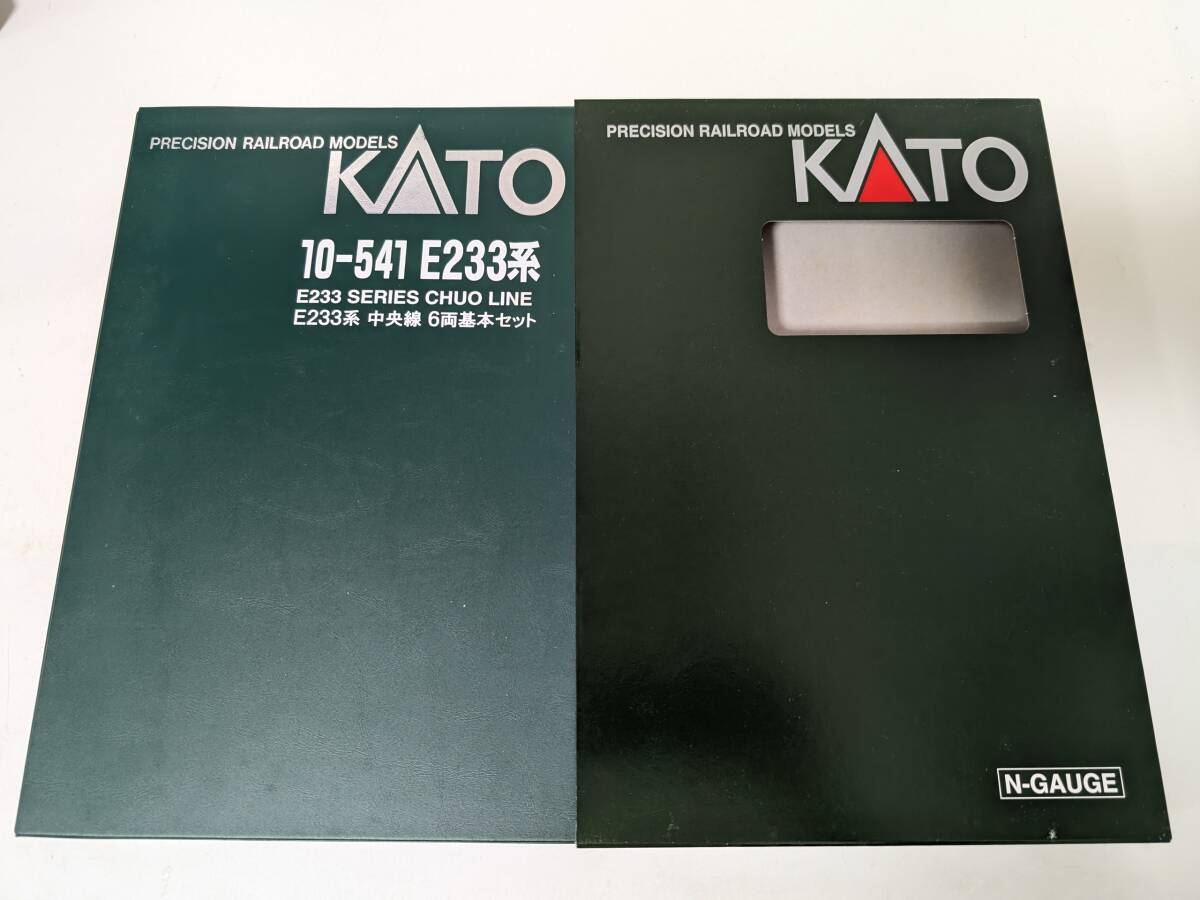 PRECISION RAILROAD MODELS
KATO
10-541 E233系
E233 SERIES CHUO LINE
E233系 中央線 6両基本セット
PRECISION RAILROAD MODELS
KATO
N-GAUGE